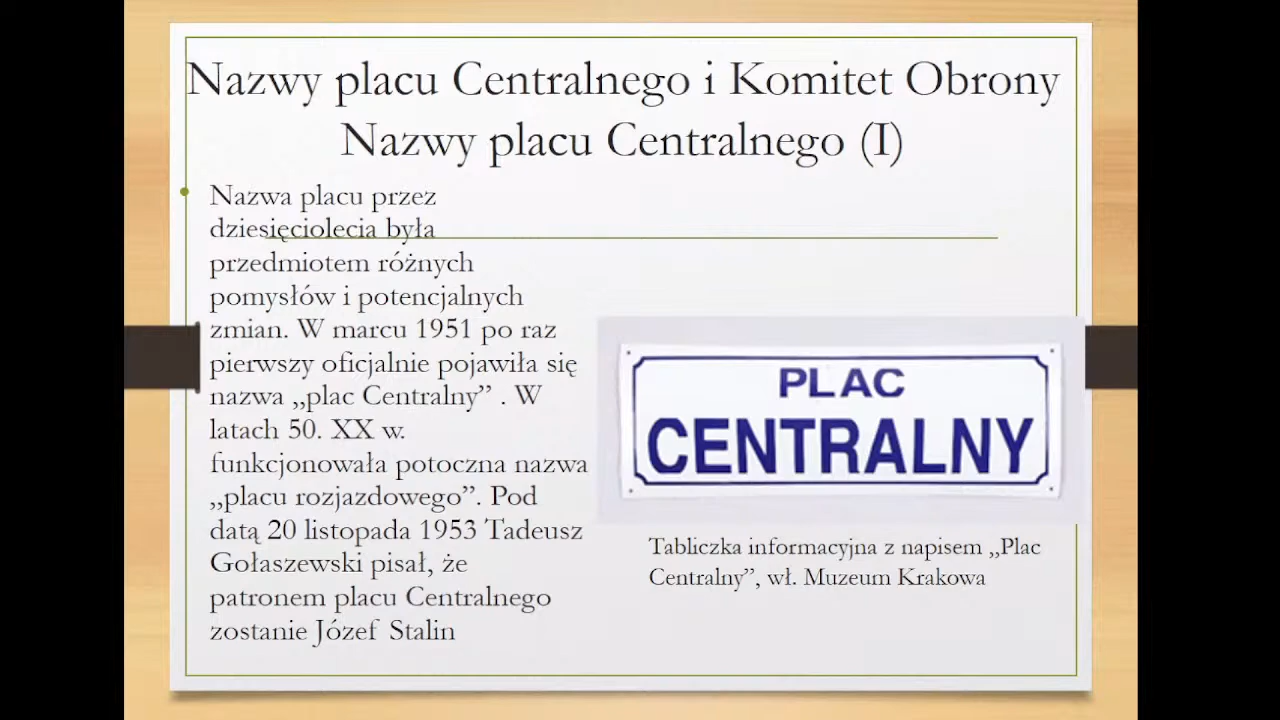 Nazwy placu Centralnego i Komitet Obrony
Nazwy placu Centralnego (I)
Nazwa placu przez
dziesięciolecia była
przedmiotem różnych
pomysłów i potencjalnych
zmian. W marcu 1951 po raz
pierwszy oficjalnie pojawiła się
nazwa „plac Centralny” . W
latach 50. XX w.
funkcjonowała potoczna nazwa
„placu rozjazdowego”. Pod
datą 20 listopada 1953 Tadeusz
Gołaszewski pisał, że
patronem placu Centralnego
zostanie Józef Stalin
PLAC
CENTRALNY
Tabliczka informacyjna z napisem „Plac
Centralny”, wł. Muzeum Krakowa